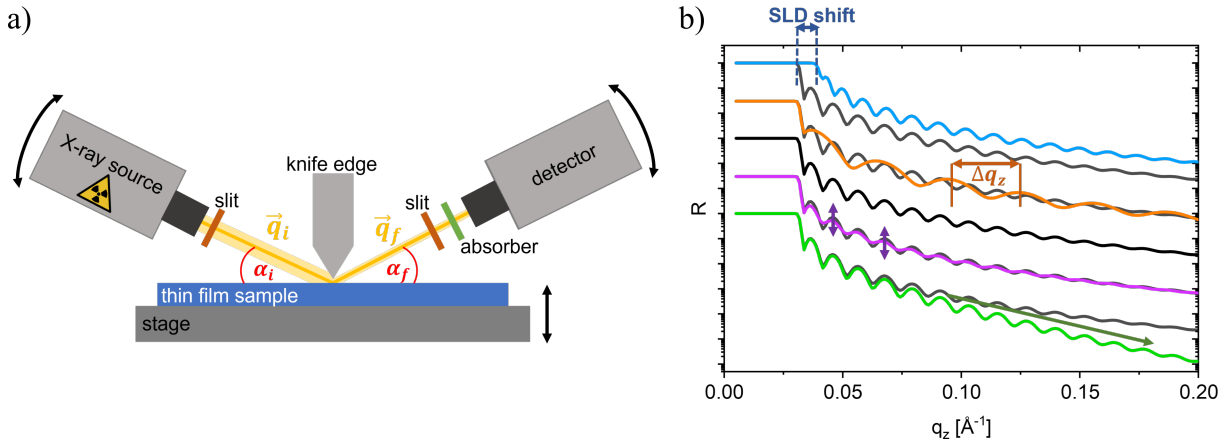 a)
X-ray source
slit
knife edge
slit
detector
absorber
q⃗i
q⃗f
αi
αf
thin film sample
stage
b)
SLD shift
Δqz
R
0.00
0.05
0.10
0.15
0.20
qz [Å-1]